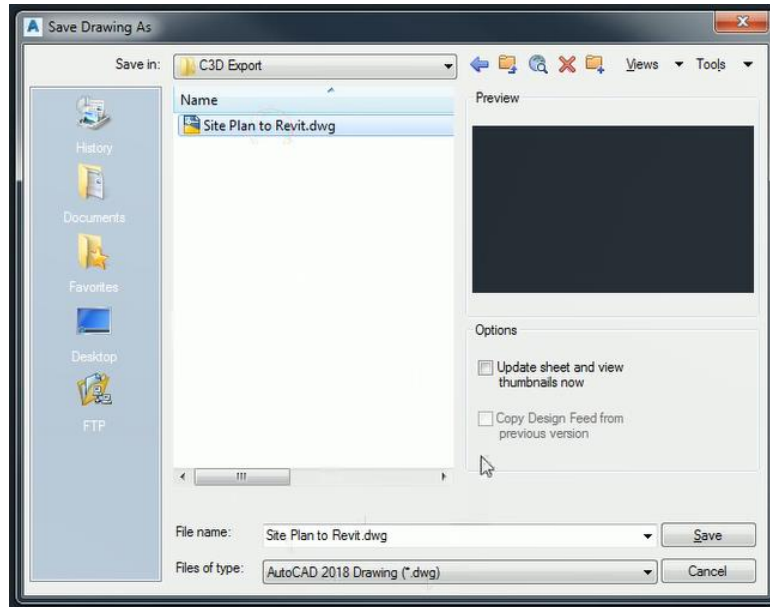 Save Drawing As
Save in:
C3D Export
Views
Tools
History
Documents
Favorites
Desktop
FTP
Name
Site Plan to Revit.dwg
Preview
Options
Update sheet and view
thumbnails now
Copy Design Feed from
previous version
File name:
Site Plan to Revit.dwg
Save
Files of type:
AutoCAD 2018 Drawing (*.dwg)
Cancel